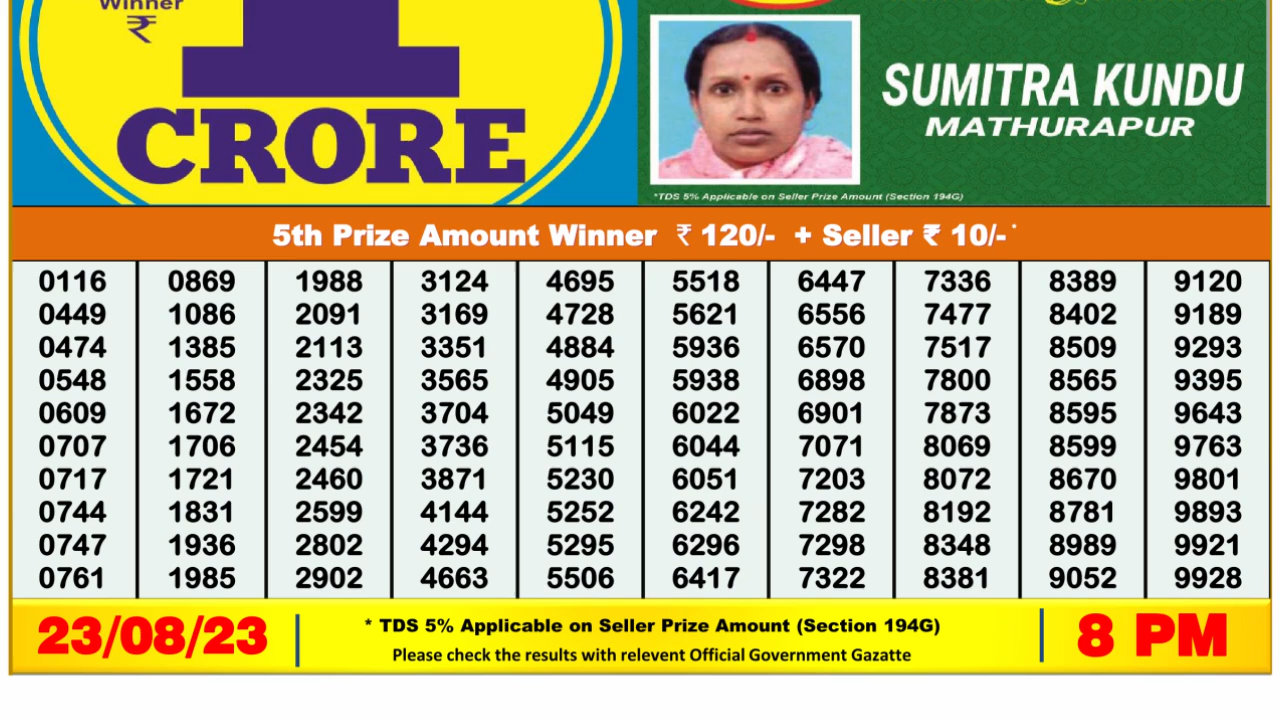 Winner
₹
1
CRORE
SUMITRA KUNDU
MATHURAPUR
*TDS 5% Applicable on Seller Prize Amount (Section 194G)
5th Prize Amount Winner ₹ 120/- + Seller ₹ 10/-*
0116 0869 1988 3124 4695 5518 6447 7336 8389 9120
0449 1086 2091 3169 4728 5621 6556 7477 8402 9189
0474 1385 2113 3351 4884 5936 6570 7517 8509 9293
0548 1558 2325 3565 4905 5938 6898 7800 8565 9395
0609 1672 2342 3704 5049 6022 6901 7873 8595 9643
0707 1706 2454 3736 5115 6044 7071 8069 8599 9763
0717 1721 2460 3871 5230 6051 7203 8072 8670 9801
0744 1831 2599 4144 5252 6242 7282 8192 8781 9893
0747 1936 2802 4294 5295 6296 7298 8348 8989 9921
0761 1985 2902 4663 5506 6417 7322 8381 9052 9928
23/08/23
* TDS 5% Applicable on Seller Prize Amount (Section 194G)
Please check the results with relevent Official Government Gazatte
8 PM